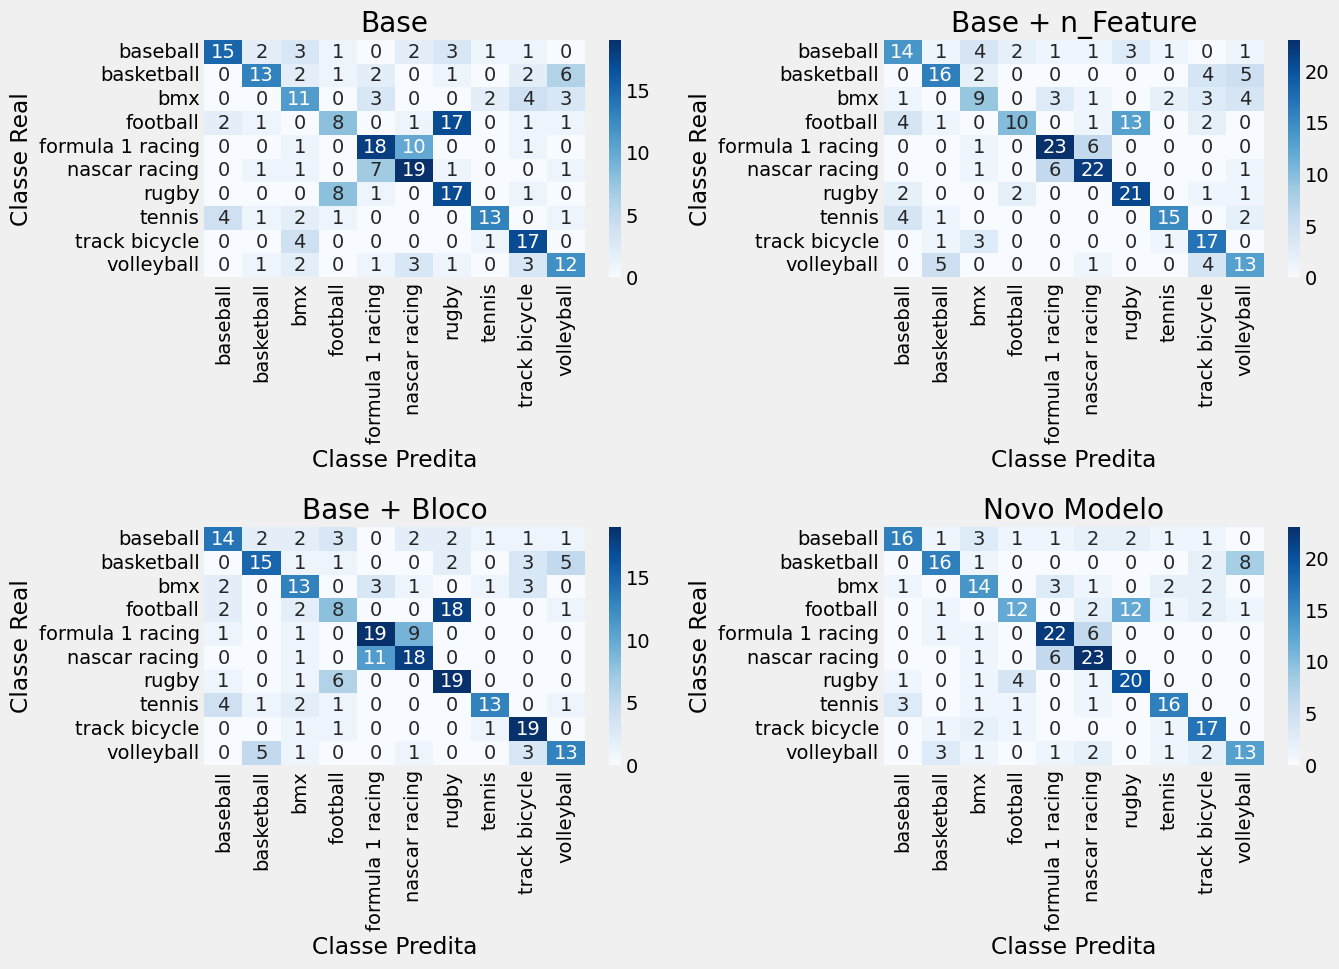 Base
baseball 15 2 3 1 0 2 3 1 1 0
basketball 0 13 2 1 2 0 1 0 2 6
bmx 0 0 11 0 3 0 0 2 4 3
football 2 1 0 8 0 1 17 0 1 1
formula 1 racing 0 0 1 0 18 10 0 0 1 0
nascar racing 0 1 1 0 7 19 1 0 0 1
rugby 0 0 0 8 1 0 17 0 1 0
tennis 4 1 2 1 0 0 0 13 0 1
track bicycle 0 0 4 0 0 0 0 1 17 0
volleyball 0 1 2 0 1 3 1 0 3 12
Classe Real
baseball
basketball
bmx
football
formula 1 racing
nascar racing
rugby
tennis
track bicycle
volleyball
Classe Predita
15
10
5
0
Base + n_Feature
baseball 14 1 4 2 1 1 3 1 0 1
basketball 0 16 2 0 0 0 0 0 4 5
bmx 1 0 9 0 3 1 0 2 3 4
football 4 1 0 10 0 1 13 0 2 0
formula 1 racing 0 0 1 0 23 6 0 0 0 0
nascar racing 0 0 1 0 6 22 0 0 0 1
rugby 2 0 0 2 0 0 21 0 1 1
tennis 4 1 0 0 0 0 0 15 0 2
track bicycle 0 1 3 0 0 0 0 1 17 0
volleyball 0 5 0 0 0 1 0 0 4 13
Classe Real
baseball
basketball
bmx
football
formula 1 racing
nascar racing
rugby
tennis
track bicycle
volleyball
Classe Predita
20
15
10
5
0
Base + Bloco
baseball 14 2 2 3 0 2 2 1 1 1
basketball 0 15 1 1 0 0 2 0 3 5
bmx 2 0 13 0 3 1 0 1 3 0
football 2 0 2 8 0 0 18 0 0 1
formula 1 racing 1 0 1 0 19 9 0 0 0 0
nascar racing 0 0 1 0 11 18 0 0 0 0
rugby 1 0 1 6 0 0 19 0 0 0
tennis 4 1 2 1 0 0 0 13 0 1
track bicycle 0 0 1 1 0 0 0 1 19 0
volleyball 0 5 1 0 0 1 0 0 3 13
Classe Real
baseball
basketball
bmx
football
formula 1 racing
nascar racing
rugby
tennis
track bicycle
volleyball
Classe Predita
15
10
5
0
Novo Modelo
baseball 16 1 3 1 1 2 2 1 1 0
basketball 0 16 1 0 0 0 0 0 2 8
bmx 1 0 14 0 3 1 0 2 2 0
football 0 1 0 12 0 2 12 1 2 1
formula 1 racing 0 1 1 0 22 6 0 0 0 0
nascar racing 0 0 1 0 6 23 0 0 0 0
rugby 1 0 1 4 0 1 20 0 0 0
tennis 3 0 1 1 0 1 0 16 0 0
track bicycle 0 1 2 1 0 0 0 1 17 0
volleyball 0 3 1 0 1 2 0 1 2 13
Classe Real
baseball
basketball
bmx
football
formula 1 racing
nascar racing
rugby
tennis
track bicycle
volleyball
Classe Predita
20
15
10
5
0